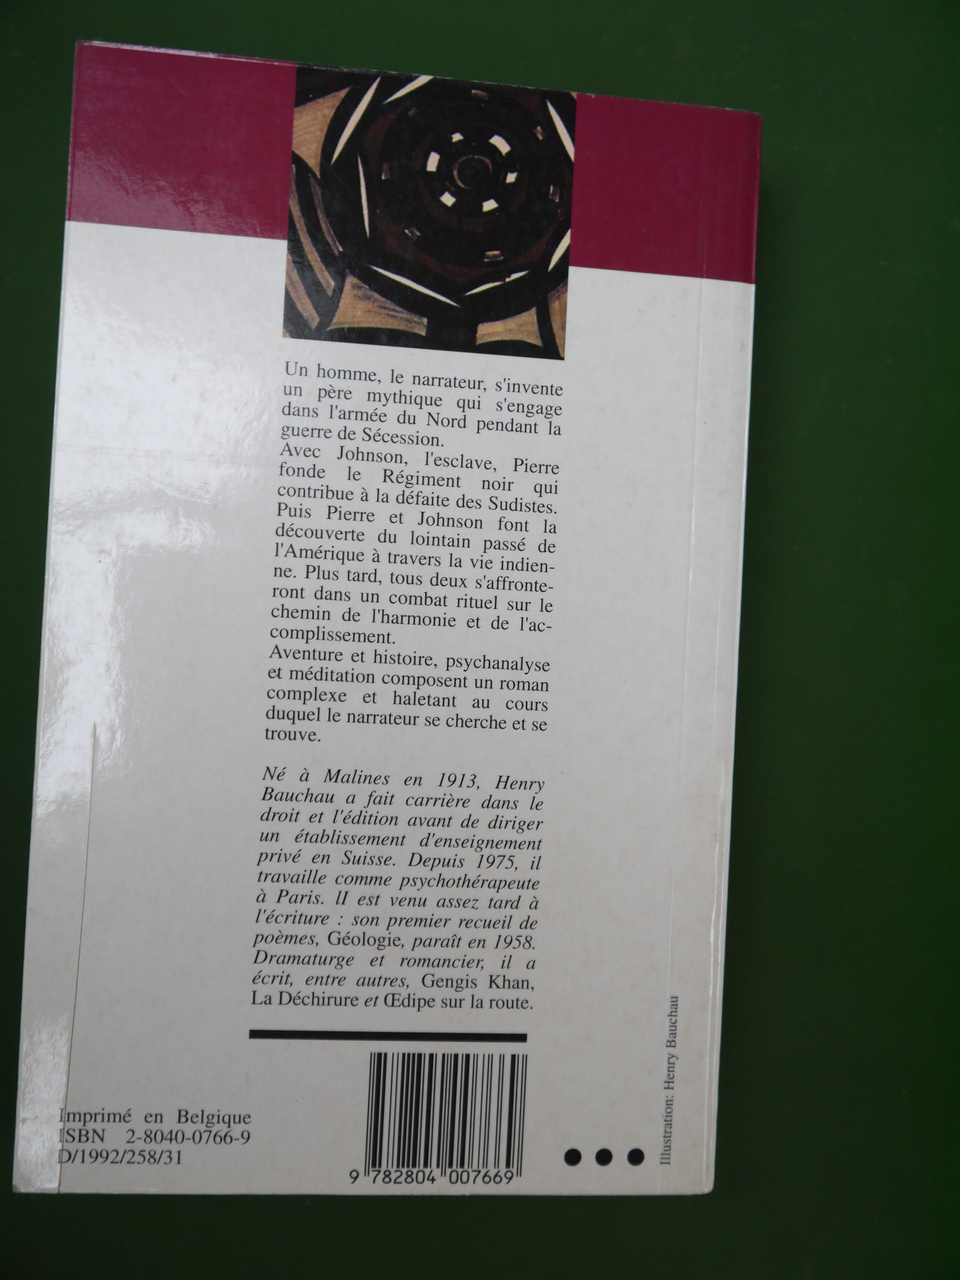 Un homme, le narrateur, s'invente
un père mythique qui s'engage
dans l'armée du Nord pendant la
guerre de Sécession.
Avec Johnson, l'esclave, Pierre
fonde le Régiment noir qui
contribue à la défaite des Sudistes.
Puis Pierre et Johnson font la
découverte du lointain passé de
l'Amérique à travers la vie indien-
ne. Plus tard, tous deux s'affronte-
ront dans un combat rituel sur le
chemin de l'harmonie et de l'ac-
complissement.
Aventure et histoire, psychanalyse
et méditation composent un roman
complexe et haletant au cours
duquel le narrateur se cherche et se
trouve.
Né à Malines en 1913, Henry
Bauchau a fait carrière dans le
droit et l'édition avant de diriger
un établissement d'enseignement
privé en Suisse. Depuis 1975, il
travaille comme psychothérapeute
à Paris. Il est venu assez tard à
l'écriture : son premier recueil de
poèmes, Géologie, paraît en 1958.
Dramaturge et romancier, il a
écrit, entre autres, Gengis Khan,
La Déchirure et Œdipe sur la route.
Imprimé en Belgique
ISBN 2-8040-0766-9
D/1992/258/31
9 782804 007669
Illustration: Henry Bauchau